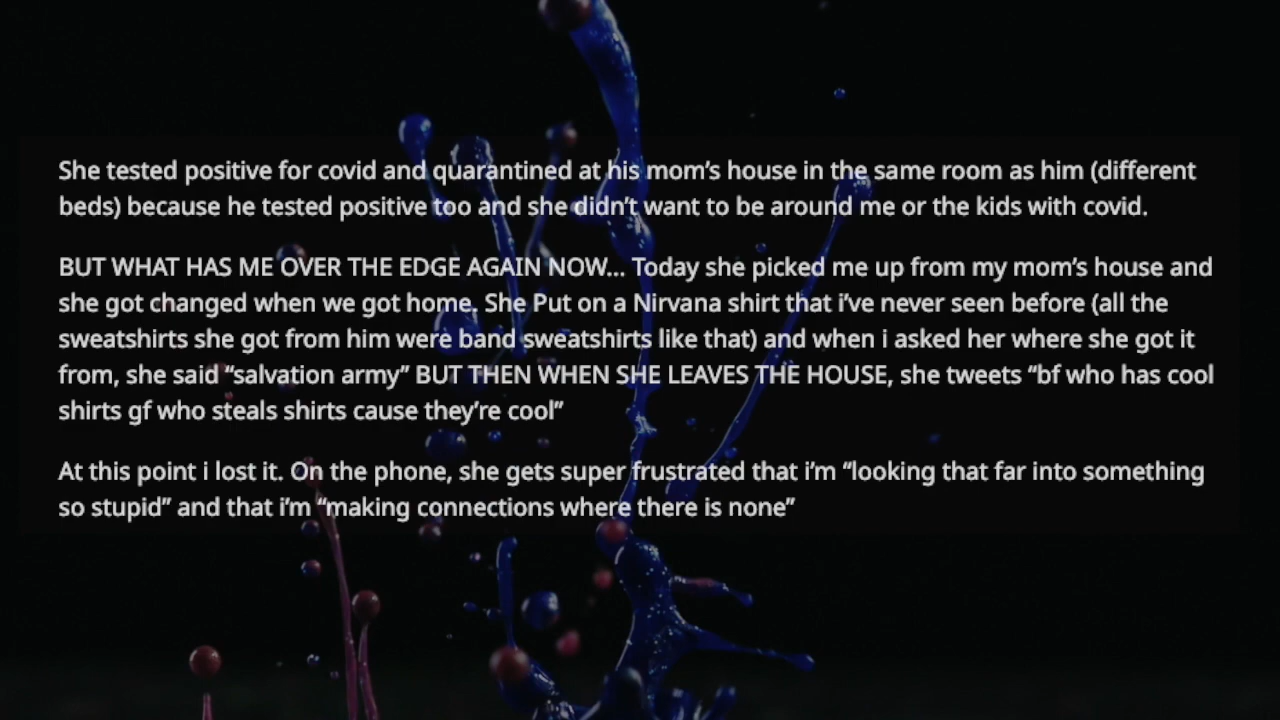 She tested positive for covid and quarantined at his mom’s house in the same room as him (different
beds) because he tested positive too and she didn’t want to be around me or the kids with covid.
BUT WHAT HAS ME OVER THE EDGE AGAIN NOW... Today she picked me up from my mom’s house and
she got changed when we got home. She Put on a Nirvana shirt that i’ve never seen before (all the
sweatshirts she got from him were band sweatshirts like that) and when i asked her where she got it
from, she said “salvation army” BUT THEN WHEN SHE LEAVES THE HOUSE, she tweets “bf who has cool
shirts gf who steals shirts cause they’re cool”
At this point i lost it. On the phone, she gets super frustrated that i’m “looking that far into something
so stupid” and that i’m “making connections where there is none”